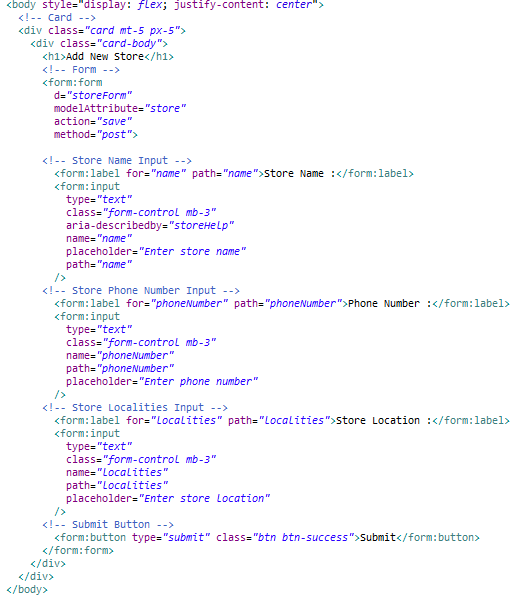 <body style="display: flex; justify-content: center">
<!-- Card -->
<div class="card mt-5 px-5">
<div class="card-body">
<h1>Add New Store</h1>
<!-- Form -->
<form:form
d="storeForm"
modelAttribute="store"
action="save"
method="post">
<!-- Store Name Input -->
<form:label for="name" path="name">Store Name :</form:label>
<form:input
type="text"
class="form-control mb-3"
aria-describedby="storeHelp"
name="name"
placeholder="Enter store name"
path="name"
/>
<!-- Store Phone Number Input -->
<form:label for="phoneNumber" path="phoneNumber">Phone Number :</form:label>
<form:input
type="text"
class="form-control mb-3"
name="phoneNumber"
path="phoneNumber"
placeholder="Enter phone number"
/>
<!-- Store Localities Input -->
<form:label for="localities" path="localities">Store Location :</form:label>
<form:input
type="text"
class="form-control mb-3"
name="localities"
path="localities"
placeholder="Enter store location"
/>
<!-- Submit Button -->
<form:button type="submit" class="btn btn-success">Submit</form:button>
</form:form>
</div>
</div>
</body>